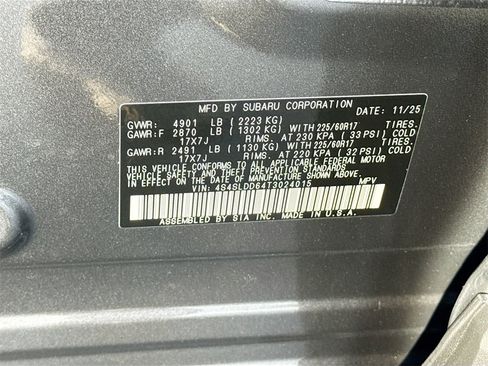 MFD BY SUBARU CORPORATION DATE: 11/25
GVWR: 4901 LB ( 2223 KG)
GAWR:F 2870 LB ( 1302 KG) WITH 225/60R17 TIRES,
17X7J RIMS, AT 230 KPA ( 33 PSI) COLD
GAWR:R 2491 LB ( 1130 KG) WITH 225/60R17 TIRES,
17X7J RIMS, AT 220 KPA ( 32 PSI) COLD
THIS VEHICLE CONFORMS TO ALL APPLICABLE FEDERAL MOTOR
VEHICLE SAFETY, BUMPER, AND THEFT PREVENTION STANDARDS
IN EFFECT ON THE DATE OF MANUFACTURE SHOWN ABOVE.
VIN: 4S4SLDD64T3024015 MPV
ASSEMBLED BY SIA INC. MADE IN U.S.A.